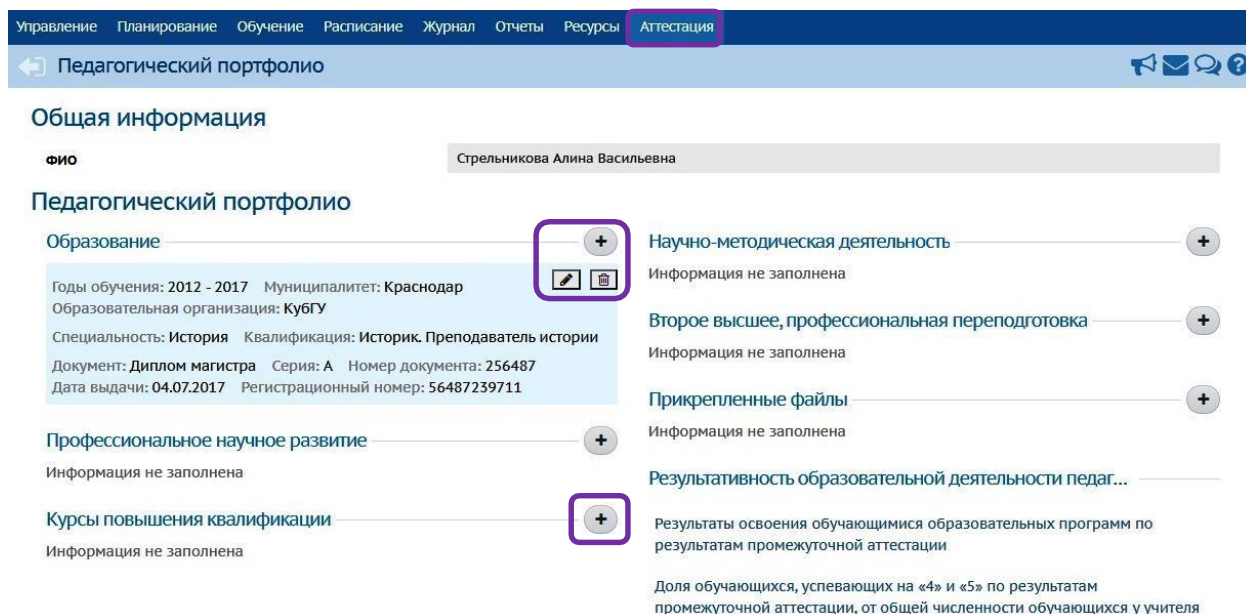 Управление Планирование Обучение Расписание Журнал Отчеты Ресурсы Аттестация
Педагогический портфолио
Общая информация
ФИО
Стрельникова Алина Васильевна
Педагогический портфолио
Образование
Годы обучения: 2012 - 2017 Муниципалитет: Краснодар
Образовательная организация: КубГУ
Специальность: История Квалификация: Историк. Преподаватель истории
Документ: Диплом магистра Серия: А Номер документа: 256487
Дата выдачи: 04.07.2017 Регистрационный номер: 56487239711
Профессиональное научное развитие
Информация не заполнена
Курсы повышения квалификации
Информация не заполнена
Научно-методическая деятельность
Информация не заполнена
Второе высшее, профессиональная переподготовка
Информация не заполнена
Прикрепленные файлы
Информация не заполнена
Результативность образовательной деятельности педаг...
Результаты освоения обучающимися образовательных программ по
результатам промежуточной аттестации
Доля обучающихся, успевающих на «4» и «5» по результатам
промежуточной аттестации, от общей численности обучающихся у учителя